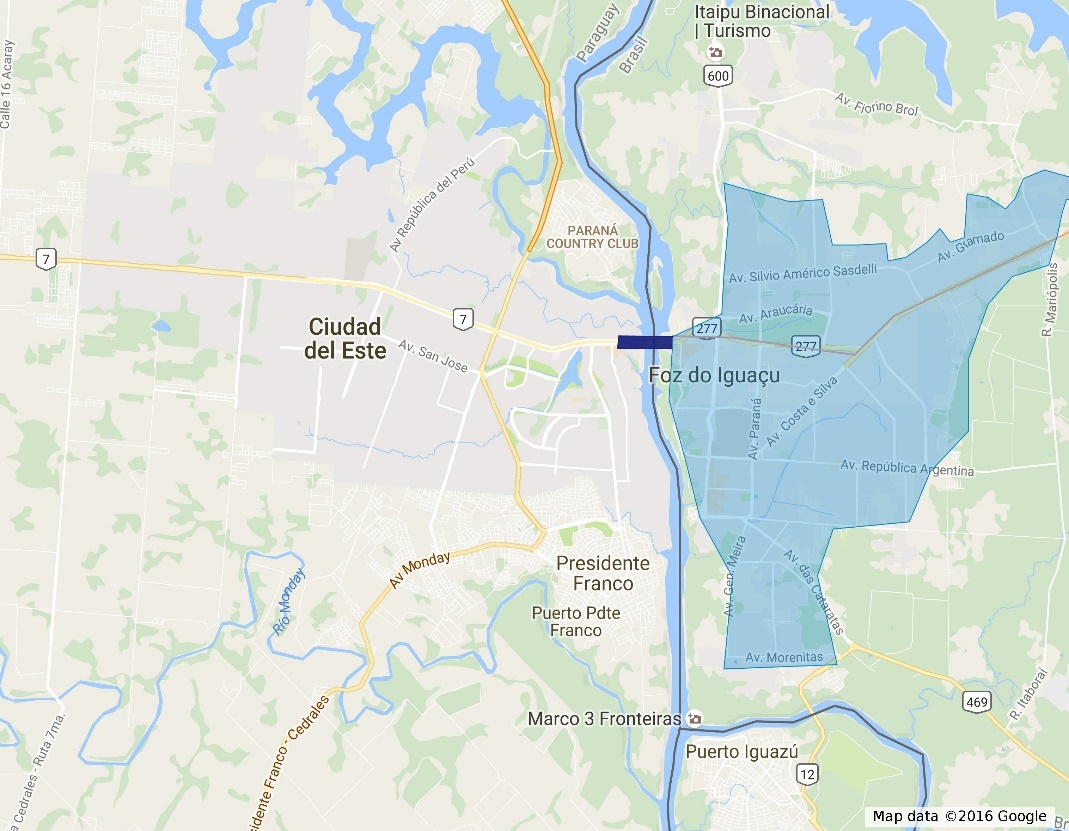 Itaipu Binacional
| Turismo
Paraguay
Brasil
600
Calle 16 Acaray
Av. Fiorino Brol
Av República del Perú
PARANÁ
COUNTRY CLUB
Av. Gramado
7
Av. Silvio Américo Sasdelli
R. Mariópolis
Av. Araucária
7
277
277
Ciudad
del Este
Av. San Jose
Foz do Iguaçu
Av. Paraná
Av. Costa e Silva
Av. República Argentina
Av Monday
Presidente
Franco
Av. Gen. Meira
Av. das Cataratas
Río Monday
Puerto Pdte
Franco
Av. Morenitas
469
R. Itaboraí
Marco 3 Fronteiras
Puerto Iguazú
12
sidente Franco - Cedrales
a Cedrales - Ruta 7ma.
Map data ©2016 Google